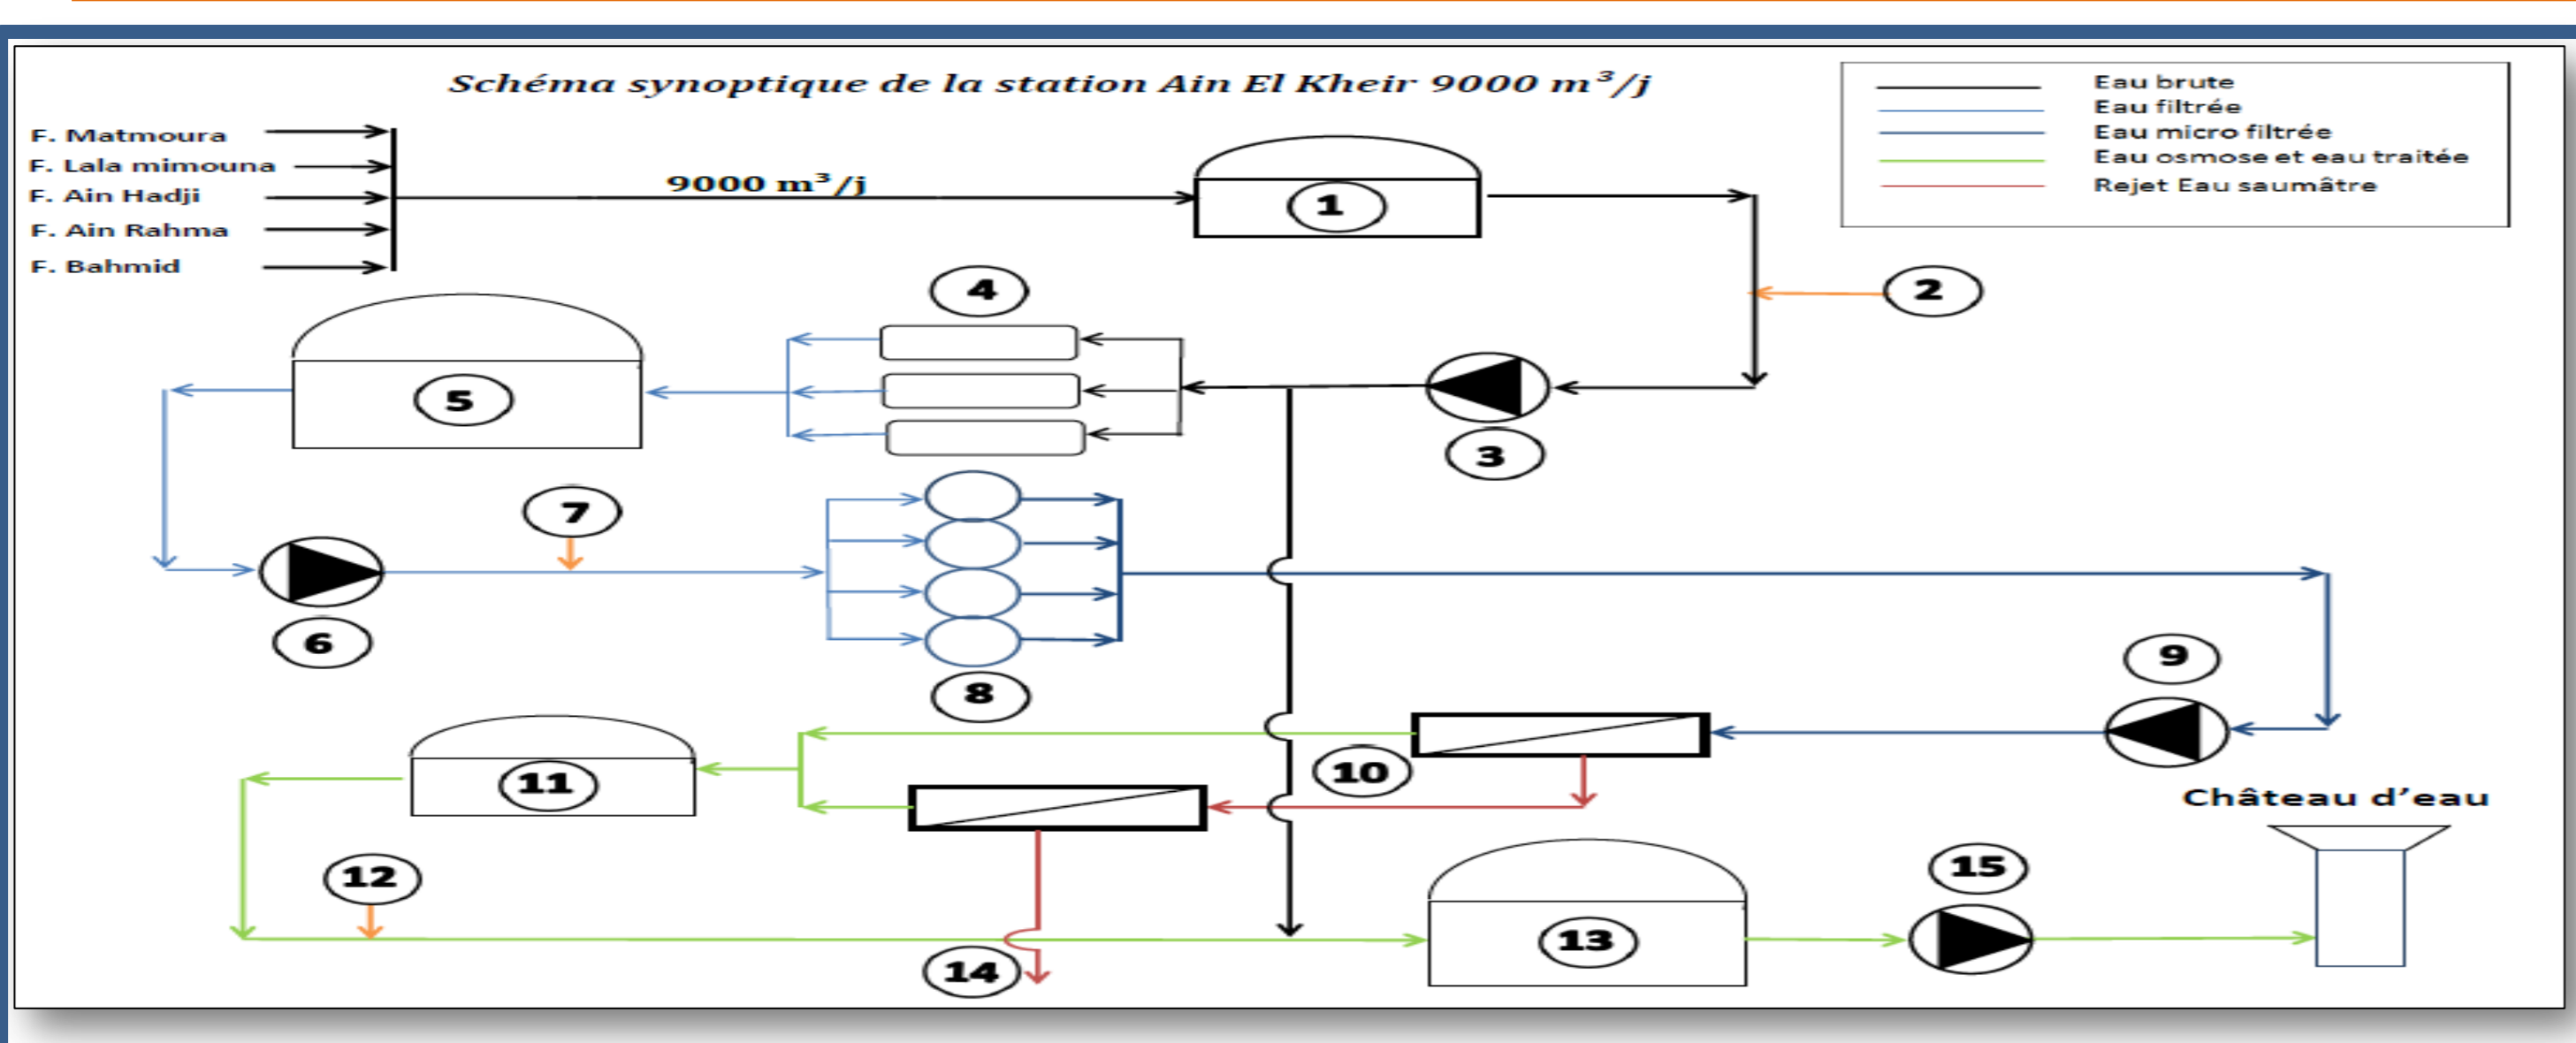 Schéma synoptique de la station Ain El Kheir 9000 m³/j
Eau brute
Eau filtrée
Eau micro filtrée
Eau osmose et eau traitée
Rejet Eau saumâtre
F. Matmoura
F. Lala mimouna
F. Ain Hadji
F. Ain Rahma
F. Bahmid
9000 m³/j
1
2
3
4
5
6
7
8
9
10
11
12
Château d’eau
13
14
15